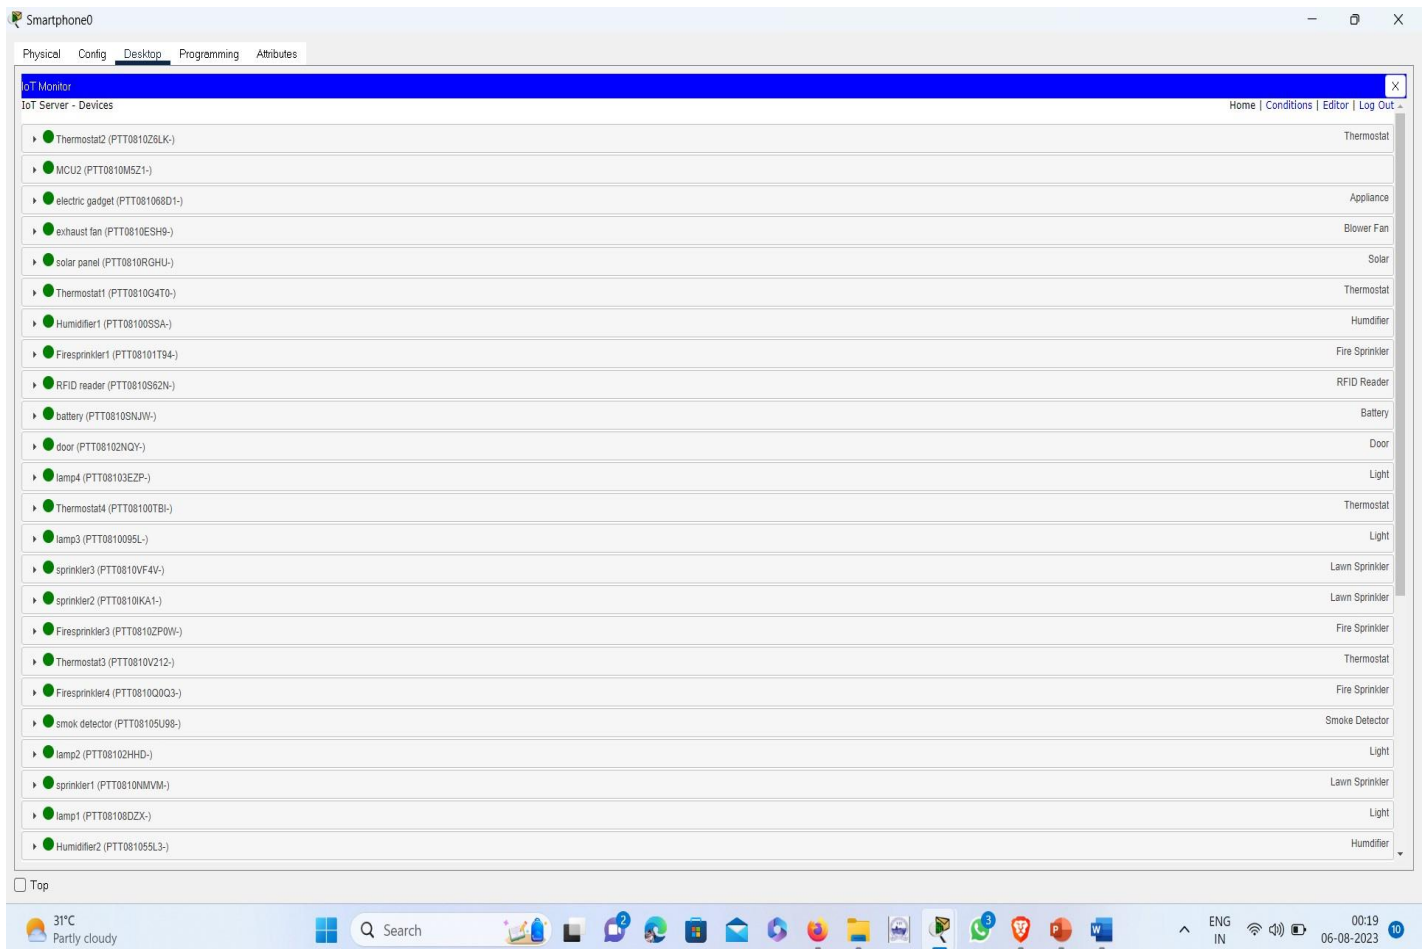 Smartphone0
Physical Config Desktop Programming Attributes
IoT Monitor X
IoT Server - Devices Home | Conditions | Editor | Log Out
Thermostat2 (PTT0810Z6LK-) Thermostat
MCU2 (PTT0810M5Z1-)
electric gadget (PTT081068D1-) Appliance
exhaust fan (PTT0810ESH9-) Blower Fan
solar panel (PTT0810RGHU-) Solar
Thermostat1 (PTT0810G4T0-) Thermostat
Humidifier1 (PTT08100SSA-) Humdifier
Firesprinkler1 (PTT08101T94-) Fire Sprinkler
RFID reader (PTT0810S62N-) RFID Reader
battery (PTT0810SNJW-) Battery
door (PTT08102NQY-) Door
lamp4 (PTT08103EZP-) Light
Thermostat4 (PTT08100TBI-) Thermostat
lamp3 (PTT0810095L-) Light
sprinkler3 (PTT0810VF4V-) Lawn Sprinkler
sprinkler2 (PTT0810IKA1-) Lawn Sprinkler
Firesprinkler3 (PTT0810ZP0W-) Fire Sprinkler
Thermostat3 (PTT0810V212-) Thermostat
Firesprinkler4 (PTT0810Q0Q3-) Fire Sprinkler
smok detector (PTT08105U98-) Smoke Detector
lamp2 (PTT08102HHD-) Light
sprinkler1 (PTT0810NMVM-) Lawn Sprinkler
lamp1 (PTT08108DZX-) Light
Humidifier2 (PTT081055L3-) Humdifier
Top
31°C
Partly cloudy
Search
2
3
ENG
IN
00:19
06-08-2023
10